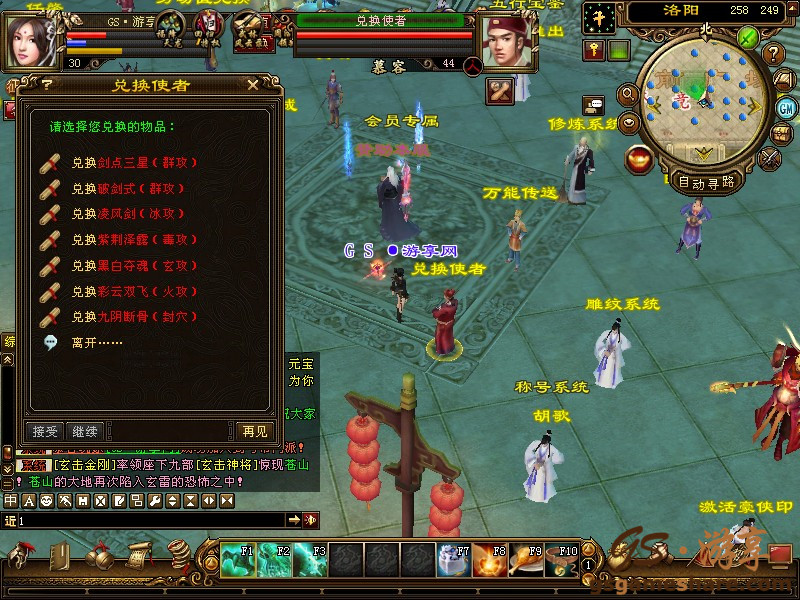 GS·游享
30
兑换使者
慕容
44
洛阳
258 249
北
GM
自动寻路
兑换使者
请选择您兑换的物品：
兑换剑点三星（群攻）
兑换破剑式（群攻）
兑换凌风剑（冰攻）
兑换紫荆泽露（毒攻）
兑换黑白夺魂（玄攻）
兑换彩云双飞（火攻）
兑换九阴断骨（封穴）
离开……
接受 继续 再见
会员专属
修炼系统
万能传送
GS●游享网
兑换使者
雕纹系统
称号系统
胡歌
激活豪侠印
元宝
为你
大家
[玄击金刚]率领座下九部[玄击神将]惊现苍山
！苍山的大地再次陷入玄雷的恐怖之中！
近1
F1 F2 F3 F7 F8 F9 F10
1
GS·游享